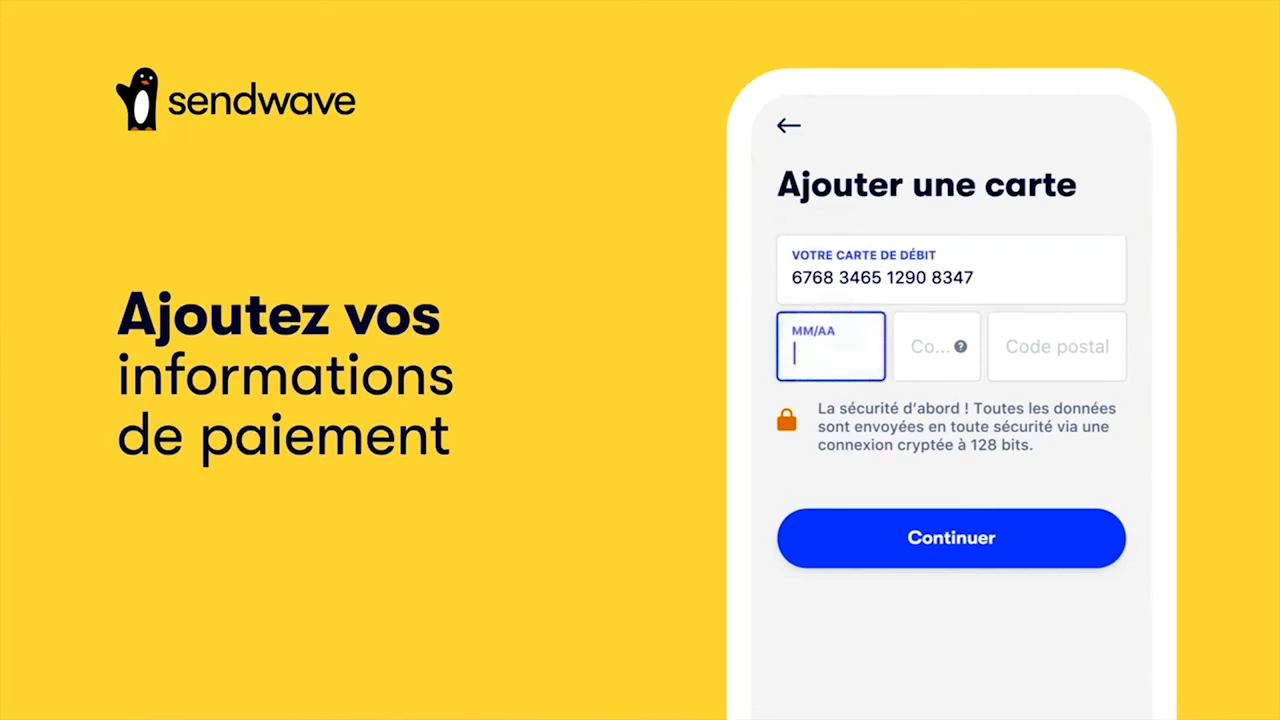 sendwave
Ajoutez vos
informations
de paiement
Ajouter une carte
VOTRE CARTE DE DÉBIT
6768 3465 1290 8347
MM/AA
Co... ?
Code postal
La sécurité d'abord ! Toutes les données
sont envoyées en toute sécurité via une
connexion cryptée à 128 bits.
Continuer